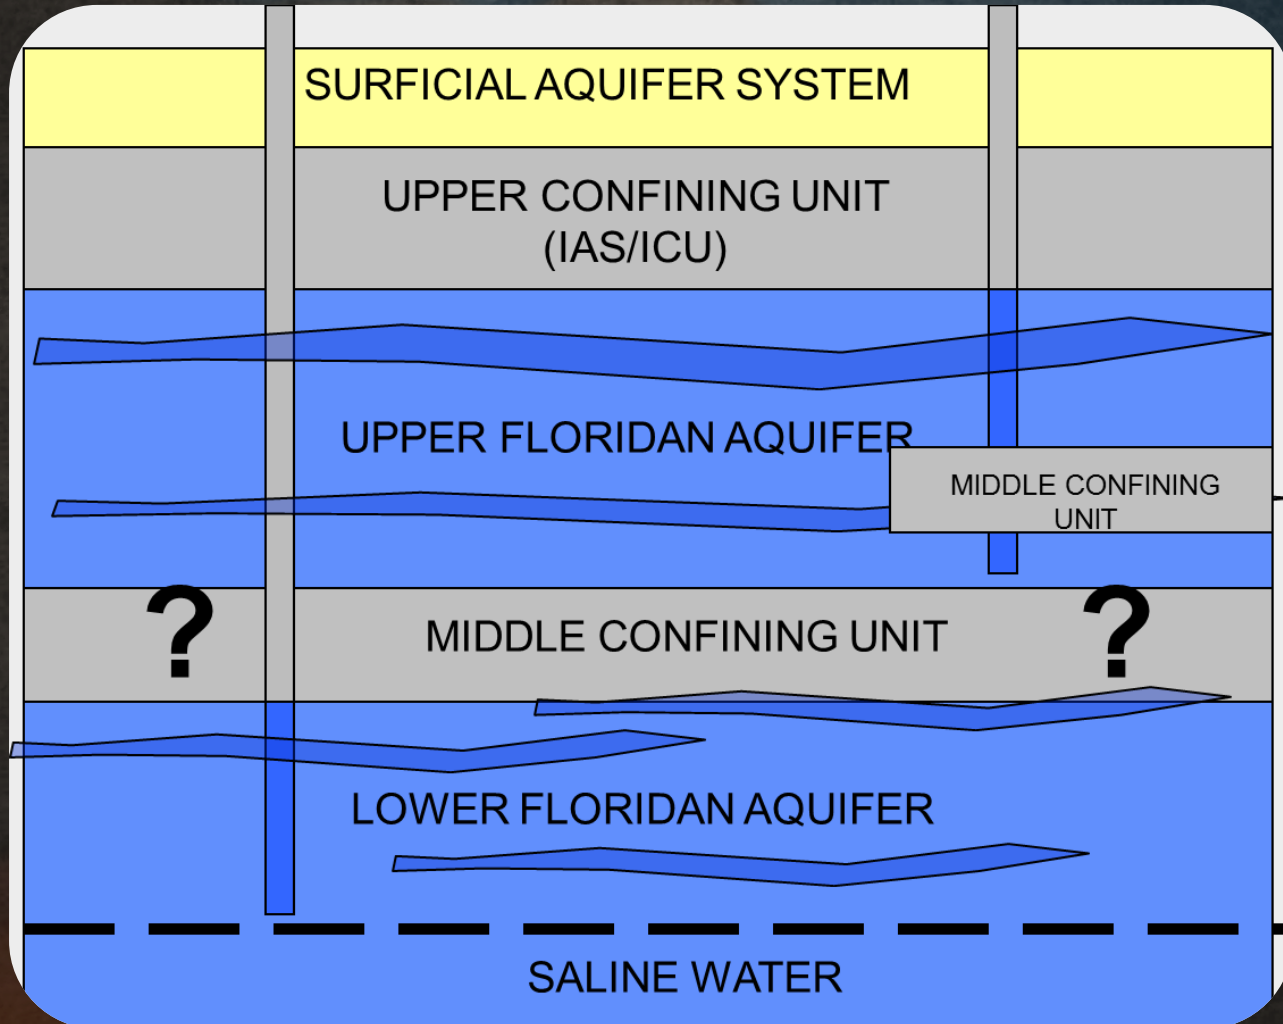 SURFICIAL AQUIFER SYSTEM
UPPER CONFINING UNIT
(IAS/ICU)
UPPER FLORIDAN AQUIFER
MIDDLE CONFINING
UNIT
? MIDDLE CONFINING UNIT ?
LOWER FLORIDAN AQUIFER
SALINE WATER